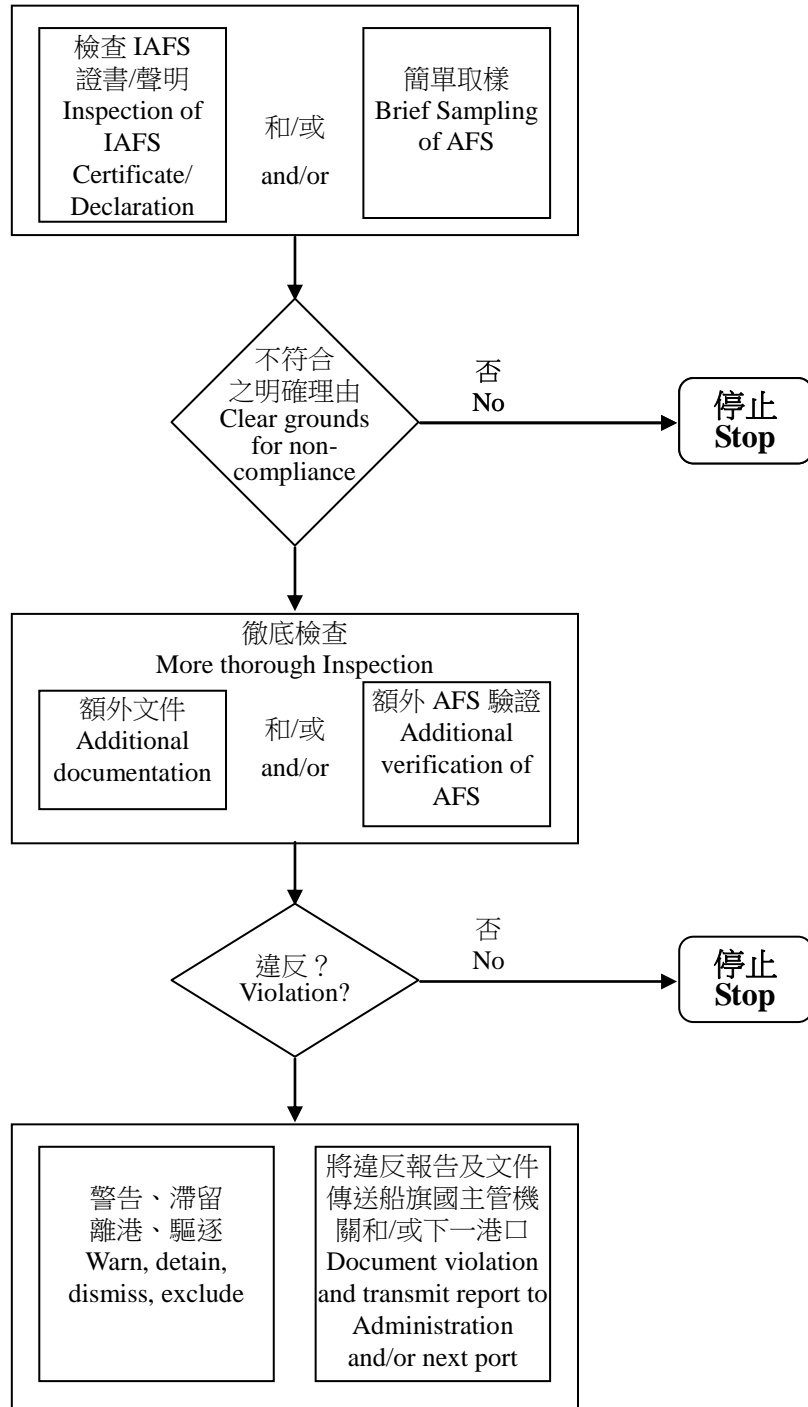 檢查 IAFS
證書/聲明
Inspection of
IAFS
Certificate/
Declaration
和/或
and/or
簡單取樣
Brief Sampling
of AFS
不符合
之明確理由
Clear grounds
for non-
compliance
否
No
停止
Stop
徹底檢查
More thorough Inspection
額外文件
Additional
documentation
和/或
and/or
額外 AFS 驗證
Additional
verification of
AFS
違反？
Violation?
否
No
停止
Stop
警告、滯留
離港、驅逐
Warn, detain,
dismiss, exclude
將違反報告及文件
傳送船旗國主管機
關和/或下一港口
Document violation
and transmit report to
Administration
and/or next port